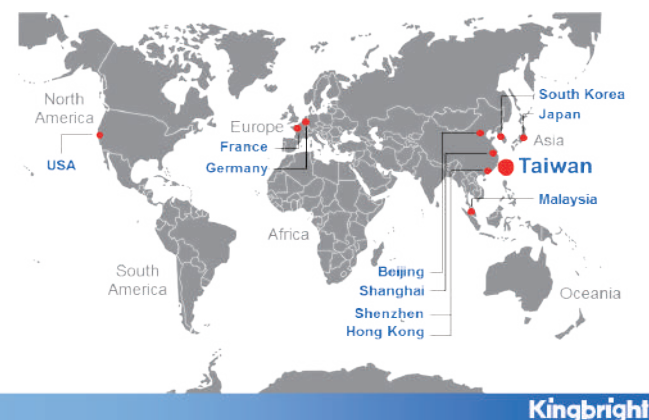 South Korea
North
America
Europe
Japan
Asia
France
USA
Germany
Taiwan
Malaysia
Africa
South
America
Beijing
Shanghai
Oceania
Shenzhen
Hong Kong
Kingbright